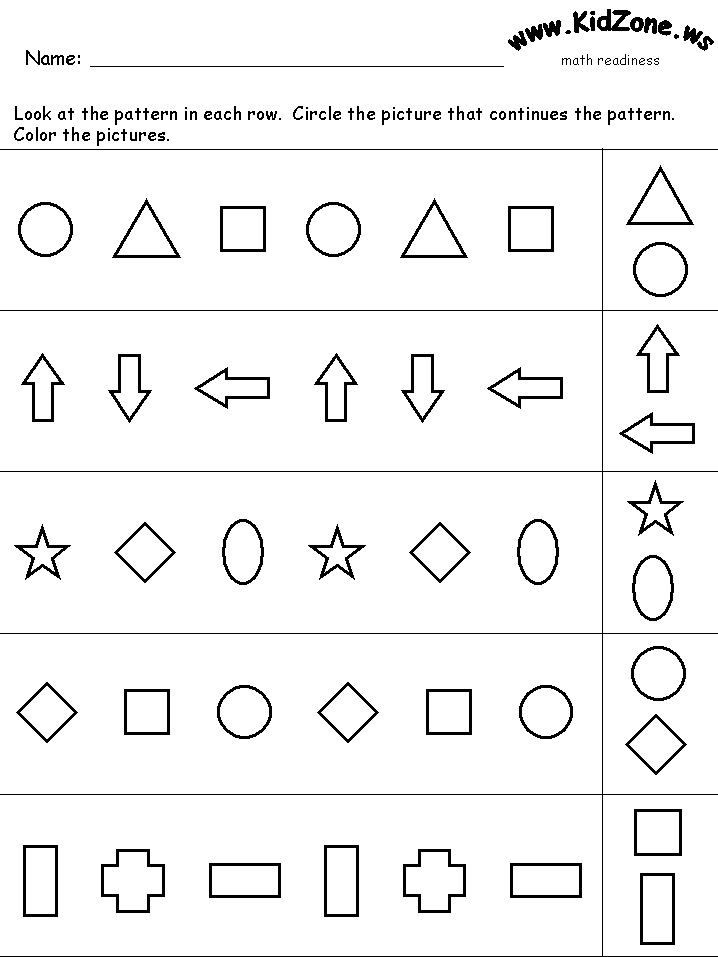 www.KidZone.ws
Name:
math readiness
Look at the pattern in each row.  Circle the picture that continues the pattern.
Color the pictures.